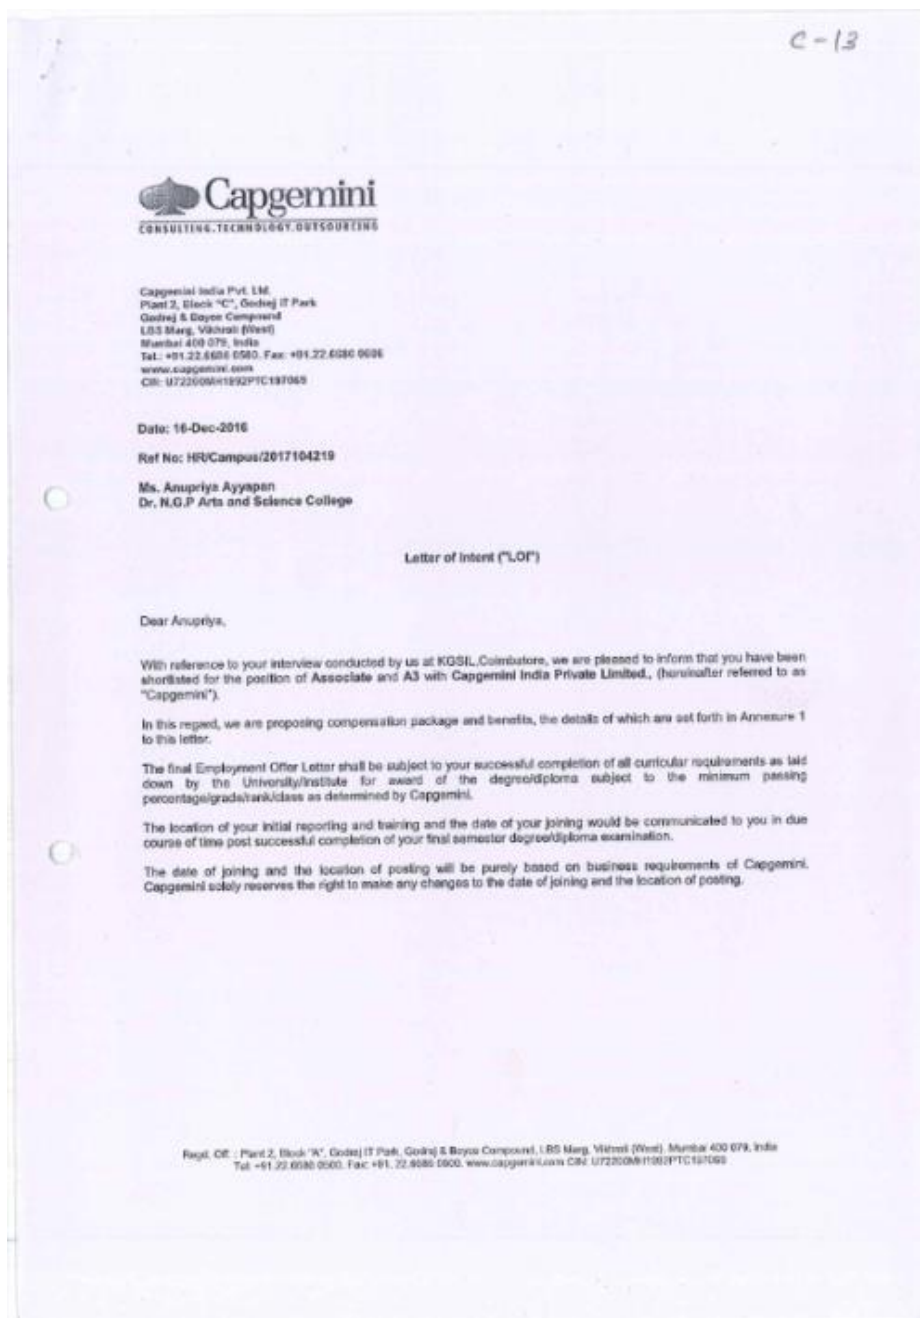 C-13
Capgemini
CONSULTING.TECHNOLOGY.OUTSOURCING
Capgemini India Pvt. Ltd.
Plant 2, Block "C", Godrej IT Park
Godrej & Boyce Compound
LBS Marg, Vikhroli (West)
Mumbai 400 079, India
Tel.: +91.22.6686 0500. Fax: +91.22.6686
www.capgemini.com
CIN:
Date: 16-Dec-2016
Ref No: HR/Campus/2017104219
Ms. Anupriya Ayyapan
Dr. N.G.P Arts and Science College
Letter of Intent ("LOI")
Dear Anupriya,
With reference to your interview conducted by us at KGSIL,Coimbatore, we are pleased to inform that you have been
shortlisted for the position of Associate and A3 with Capgemini India Private Limited., (hereinafter referred to as
"Capgemini").
In this regard, we are proposing compensation package and benefits, the details of which are set forth in Annexure 1
to this letter.
The final Employment Offer Letter shall be subject to your successful completion of all curricular requirements as laid
down by the University/Institute for award of the degree/diploma subject to the minimum passing
percentage/grade/rank/class as determined by Capgemini.
The location of your initial reporting and training and the date of your joining would be communicated to you in due
course of time post successful completion of your final semester degree/diploma examination.
The date of joining and the location of posting will be purely based on business requirements of Capgemini.
Capgemini solely reserves the right to make any changes to the date of joining and the location of posting.
Regd. Off. : Plant 2, Block "A", Godrej IT Park, Godrej & Boyce Compound, LBS Marg, Vikhroli (West), Mumbai 400 079, India
www.capgemini.com CIN: